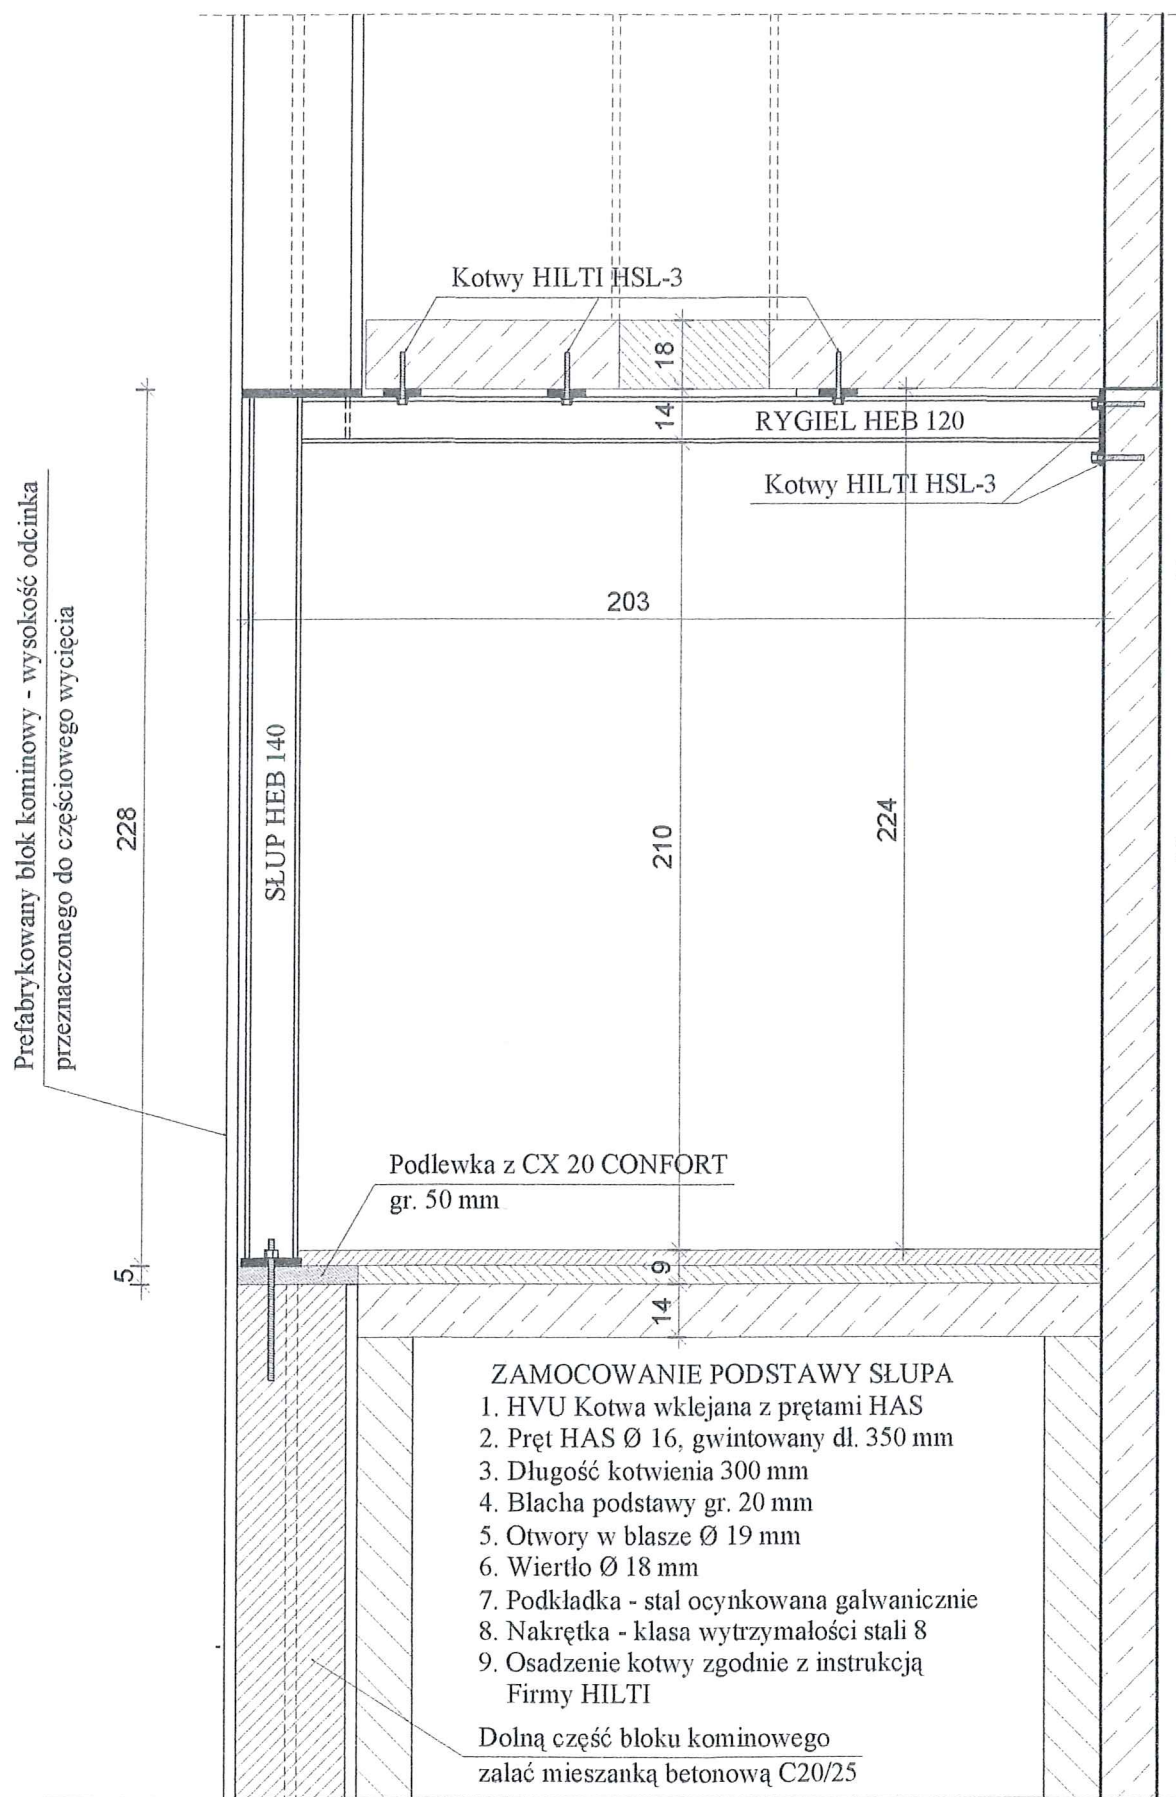 Kotwy HILTI HSL-3
18
14
RYGIEL HEB 120
Kotwy HILTI HSL-3
203
Prefabrykowany blok kominowy - wysokość odcinka
przeznaczonego do częściowego wycięcia
228
SŁUP HEB 140
210
224
Podlewka z CX 20 CONFORT
gr. 50 mm
5
9
14
ZAMOCOWANIE PODSTAWY SŁUPA
1. HVU Kotwa wklejana z prętami HAS
2. Pręt HAS Ø 16, gwintowany dł. 350 mm
3. Długość kotwienia 300 mm
4. Blacha podstawy gr. 20 mm
5. Otwory w blasze Ø 19 mm
6. Wiertło Ø 18 mm
7. Podkładka - stal ocynkowana galwanicznie
8. Nakrętka - klasa wytrzymałości stali 8
9. Osadzenie kotwy zgodnie z instrukcją
Firmy HILTI
Dolną część bloku kominowego
zalać mieszanką betonową C20/25